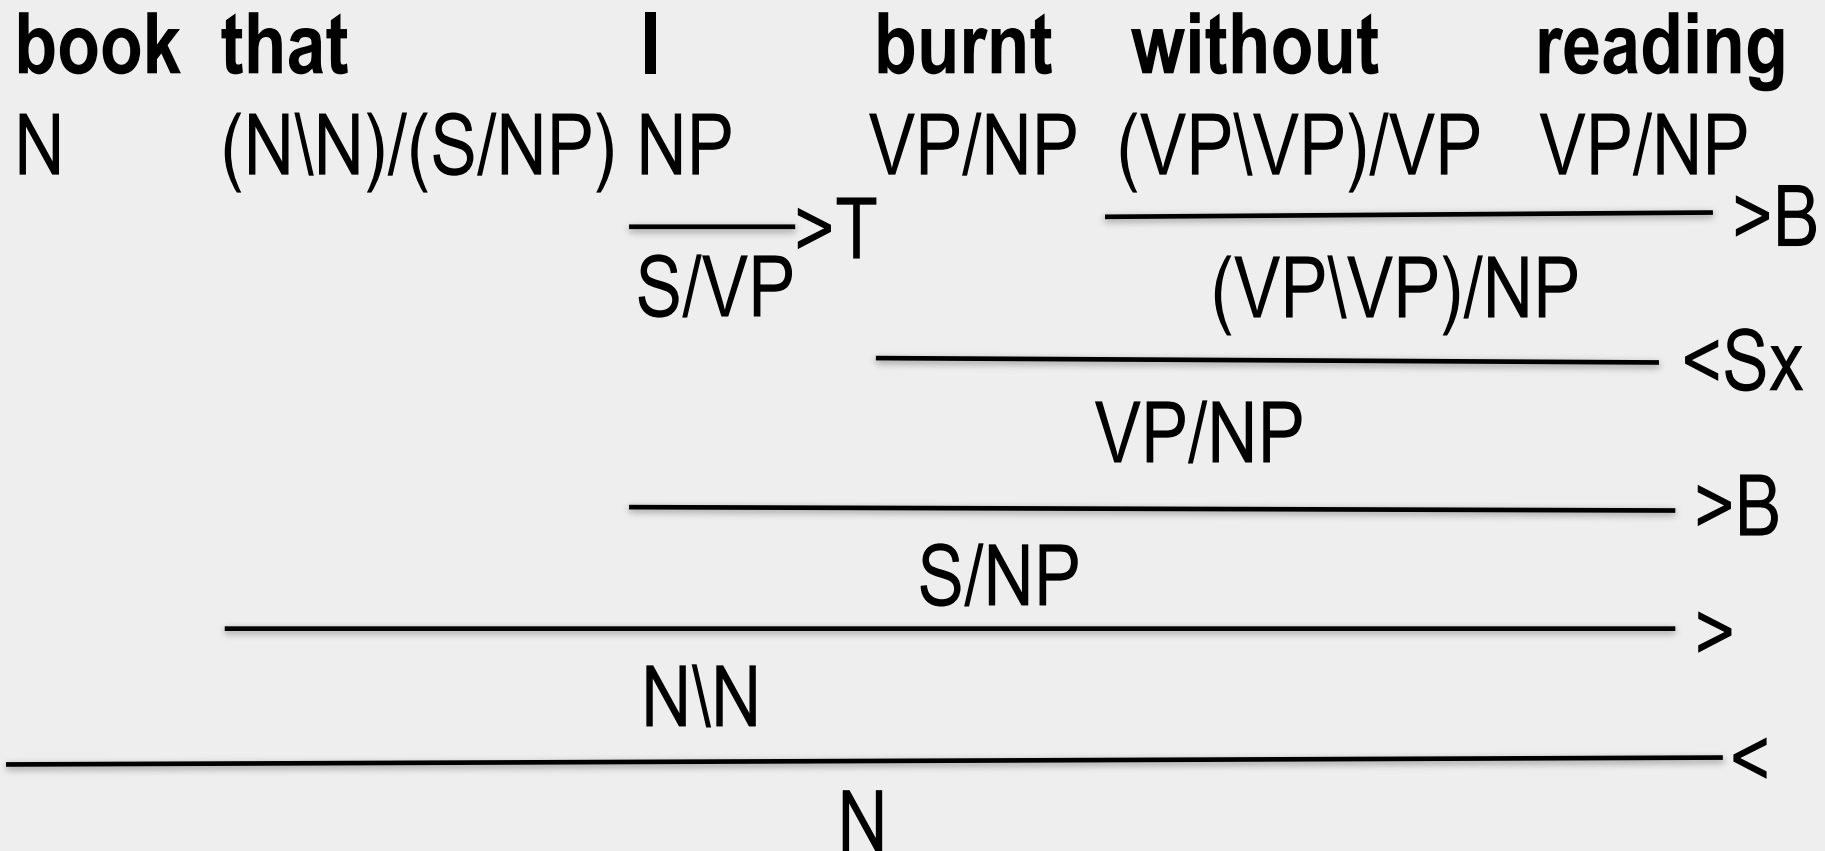 book that I burnt without reading
N (N\N)/(S/NP) NP VP/NP (VP\VP)/VP VP/NP
>T >B
S/VP (VP\VP)/NP
<Sx
VP/NP
>B
S/NP
>
N\N
<
N